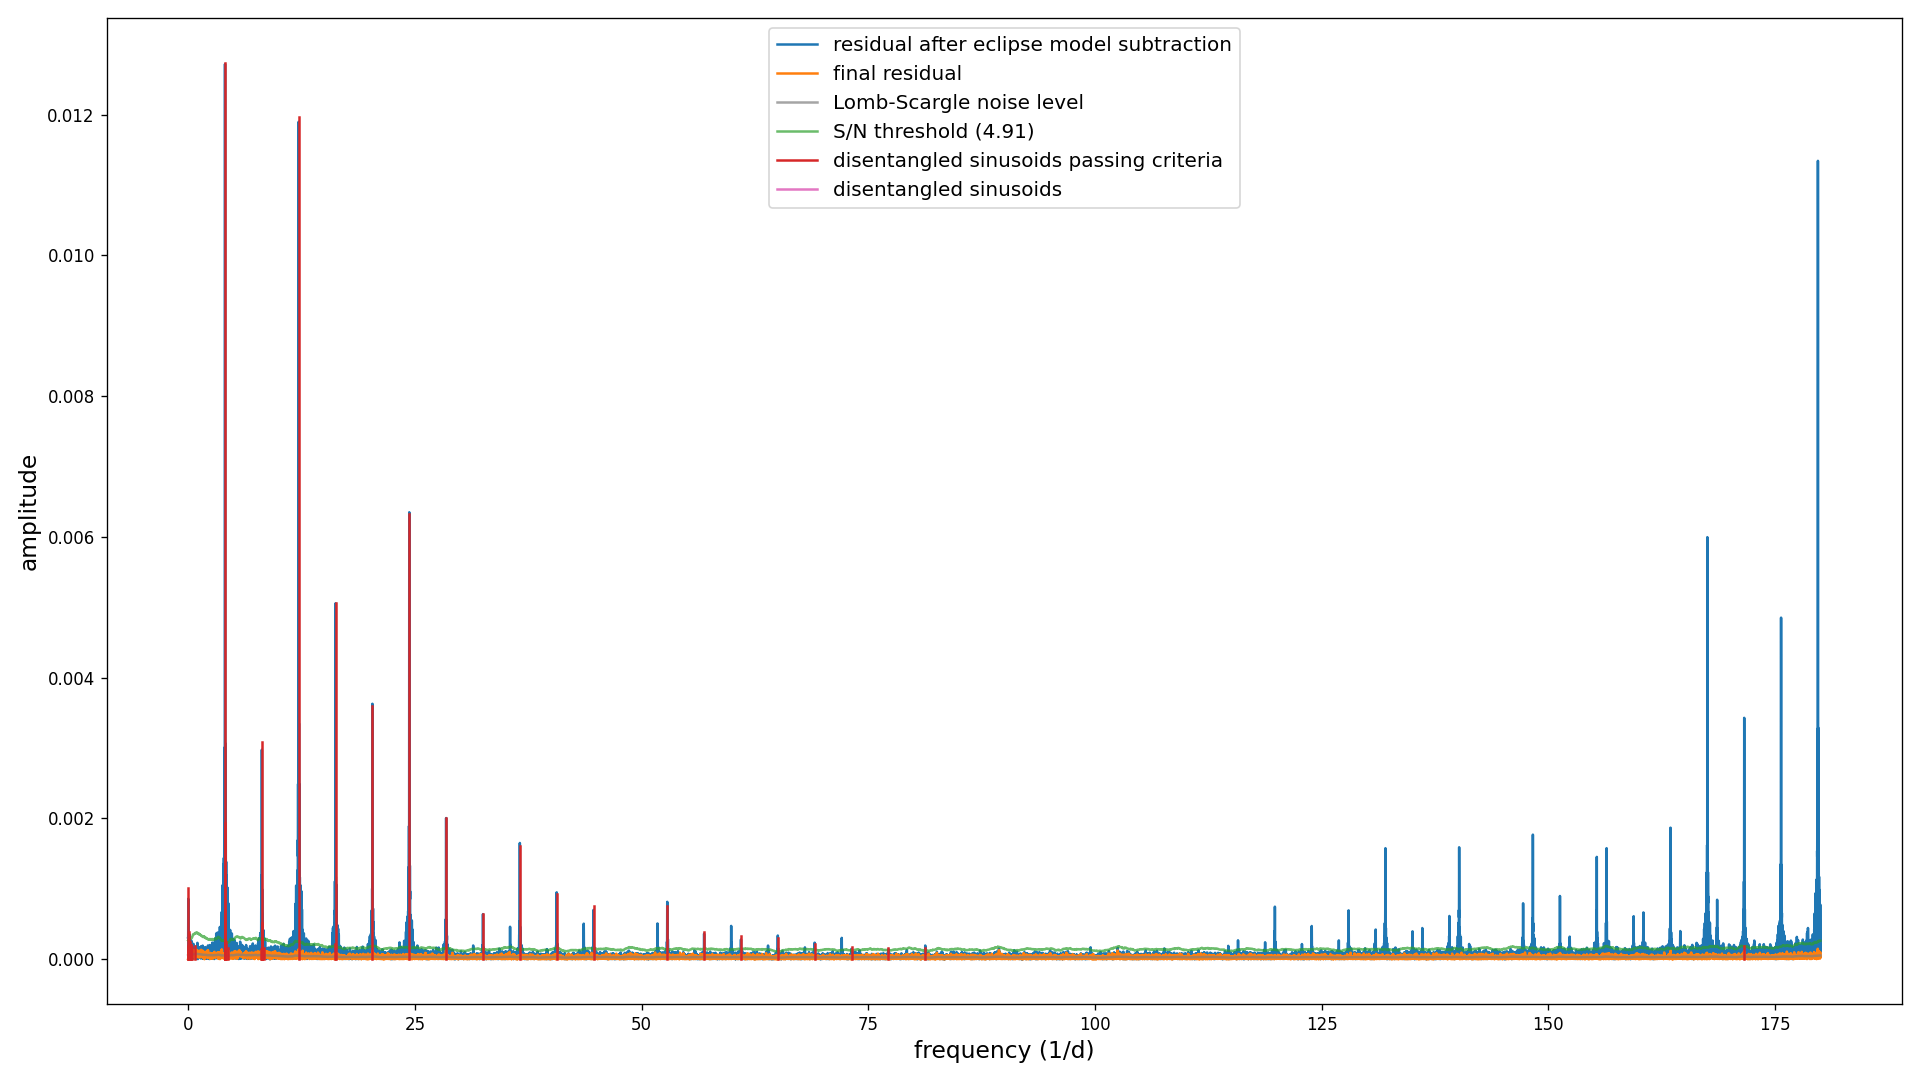 residual after eclipse model subtraction
final residual
Lomb-Scargle noise level
S/N threshold (4.91)
disentangled sinusoids passing criteria
disentangled sinusoids
0.012
0.010
0.008
0.006
0.004
0.002
0.000
amplitude
0 25 50 75 100 125 150 175
frequency (1/d)